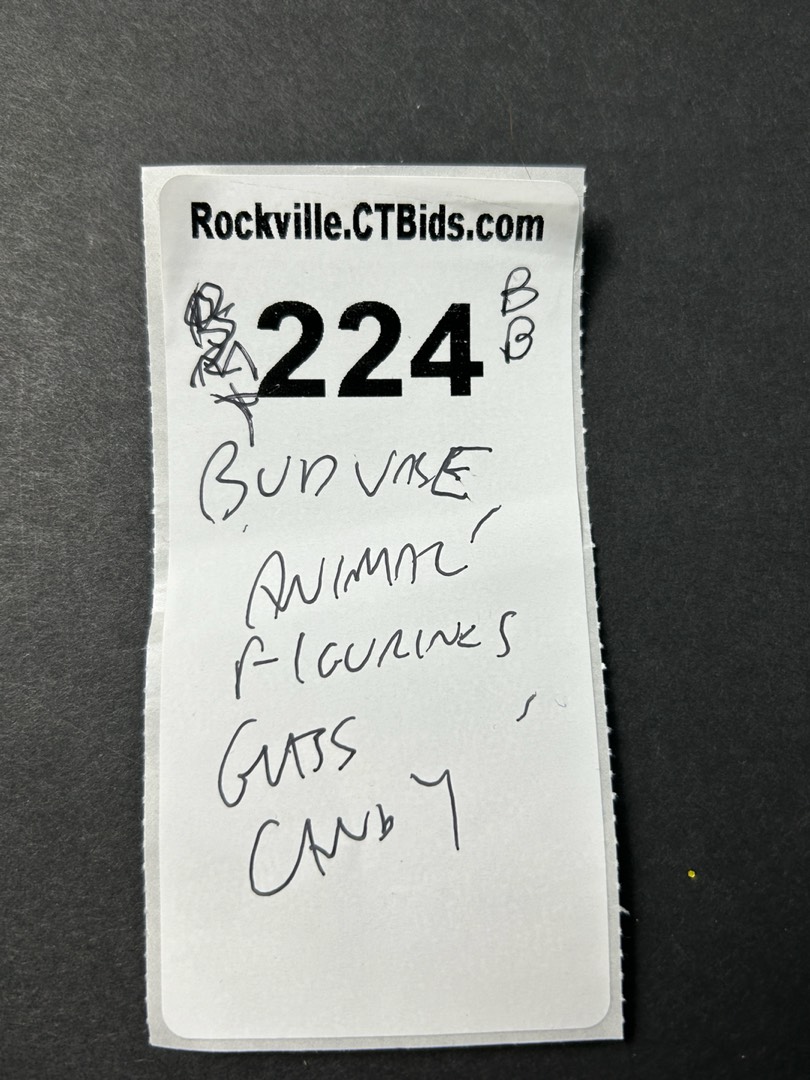 Rockville.CTBids.com
224
B
B
BUD VASE
ANIMAL
FIGURINES,
GLASS
CANDY